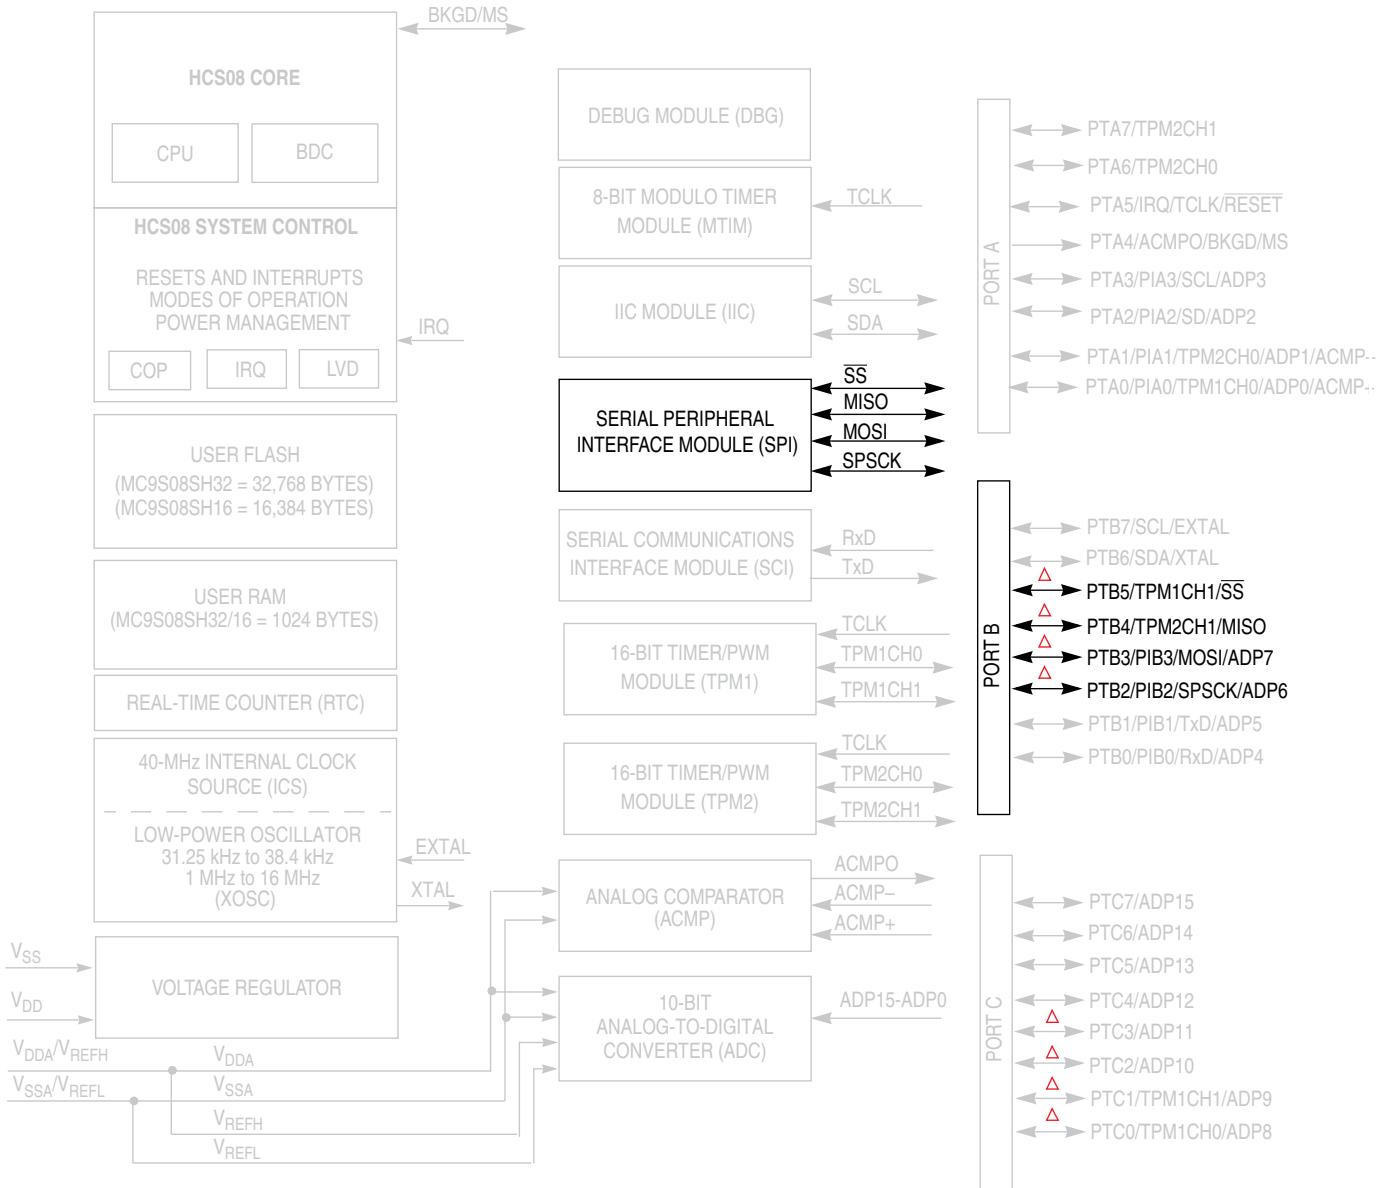 BKGD/MS
HCS08 CORE
CPU
BDC
HCS08 SYSTEM CONTROL
RESETS AND INTERRUPTS
MODES OF OPERATION
POWER MANAGEMENT
IRQ
COP
IRQ
LVD
USER FLASH
(MC9S08SH32 = 32,768 BYTES)
(MC9S08SH16 = 16,384 BYTES)
USER RAM
(MC9S08SH32/16 = 1024 BYTES)
REAL-TIME COUNTER (RTC)
40-MHz INTERNAL CLOCK
SOURCE (ICS)
LOW-POWER OSCILLATOR
31.25 kHz to 38.4 kHz
1 MHz to 16 MHz
(XOSC)
EXTAL
XTAL
VSS
VDD
VOLTAGE REGULATOR
VDDA/VREFH
VSSA/VREFL
VDDA
VSSA
VREFH
VREFL
DEBUG MODULE (DBG)
8-BIT MODULO TIMER
MODULE (MTIM)
TCLK
IIC MODULE (IIC)
SCL
SDA
SERIAL PERIPHERAL
INTERFACE MODULE (SPI)
SS
MISO
MOSI
SPSCK
SERIAL COMMUNICATIONS
INTERFACE MODULE (SCI)
RxD
TxD
16-BIT TIMER/PWM
MODULE (TPM1)
TCLK
TPM1CH0
TPM1CH1
16-BIT TIMER/PWM
MODULE (TPM2)
TCLK
TPM2CH0
TPM2CH1
ANALOG COMPARATOR
(ACMP)
ACMPO
ACMP–
ACMP+
10-BIT
ANALOG-TO-DIGITAL
CONVERTER (ADC)
ADP15-ADP0
PORT A
PTA7/TPM2CH1
PTA6/TPM2CH0
PTA5/IRQ/TCLK/RESET
PTA4/ACMPO/BKGD/MS
PTA3/PIA3/SCL/ADP3
PTA2/PIA2/SD/ADP2
PTA1/PIA1/TPM2CH0/ADP1/ACMP-
PTA0/PIA0/TPM1CH0/ADP0/ACMP-
PORT B
PTB7/SCL/EXTAL
PTB6/SDA/XTAL
PTB5/TPM1CH1/SS
PTB4/TPM2CH1/MISO
PTB3/PIB3/MOSI/ADP7
PTB2/PIB2/SPSCK/ADP6
PTB1/PIB1/TxD/ADP5
PTB0/PIB0/RxD/ADP4
PORT C
PTC7/ADP15
PTC6/ADP14
PTC5/ADP13
PTC4/ADP12
PTC3/ADP11
PTC2/ADP10
PTC1/TPM1CH1/ADP9
PTC0/TPM1CH0/ADP8